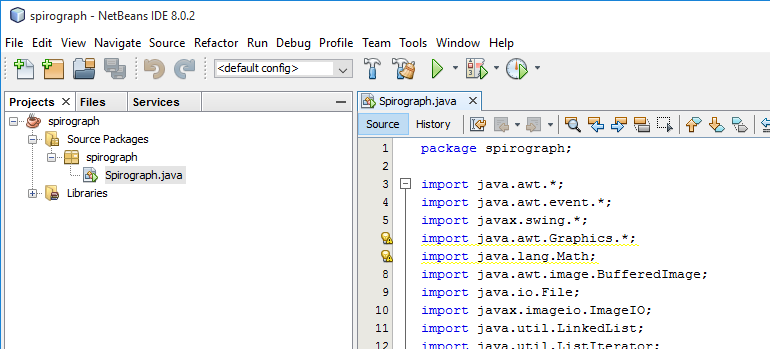 spirograph - NetBeans IDE 8.0.2
File Edit View Navigate Source Refactor Run Debug Profile Team Tools Window Help
<default config>
Projects Files Services
spirograph
Source Packages
spirograph
Spirograph.java
Libraries
Spirograph.java
Source History
1 package spirograph;
2
3 import java.awt.*;
4 import java.awt.event.*;
5 import javax.swing.*;
import java.awt.Graphics.*;
import java.lang.Math;
8 import java.awt.image.BufferedImage;
9 import java.io.File;
10 import javax.imageio.ImageIO;
11 import java.util.LinkedList;
12 import java.util.ListIterator;